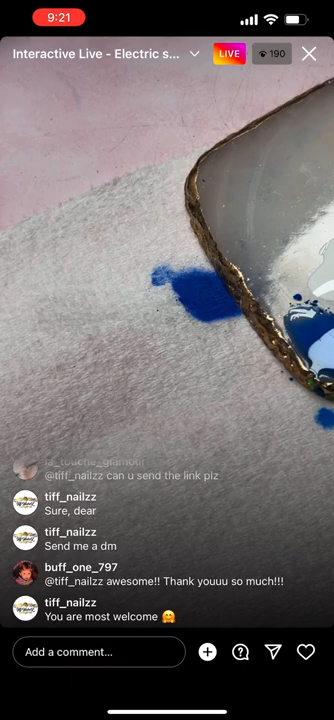 9:21
Interactive Live - Electric s...
LIVE
190
la_touche_glamour
@tiff_nailzz can u send the link plz
tiff_nailzz
Sure, dear
tiff_nailzz
Send me a dm
buff_one_797
@tiff_nailzz awesome!! Thank youuu so much!!!
tiff_nailzz
You are most welcome 🤗
Add a comment...